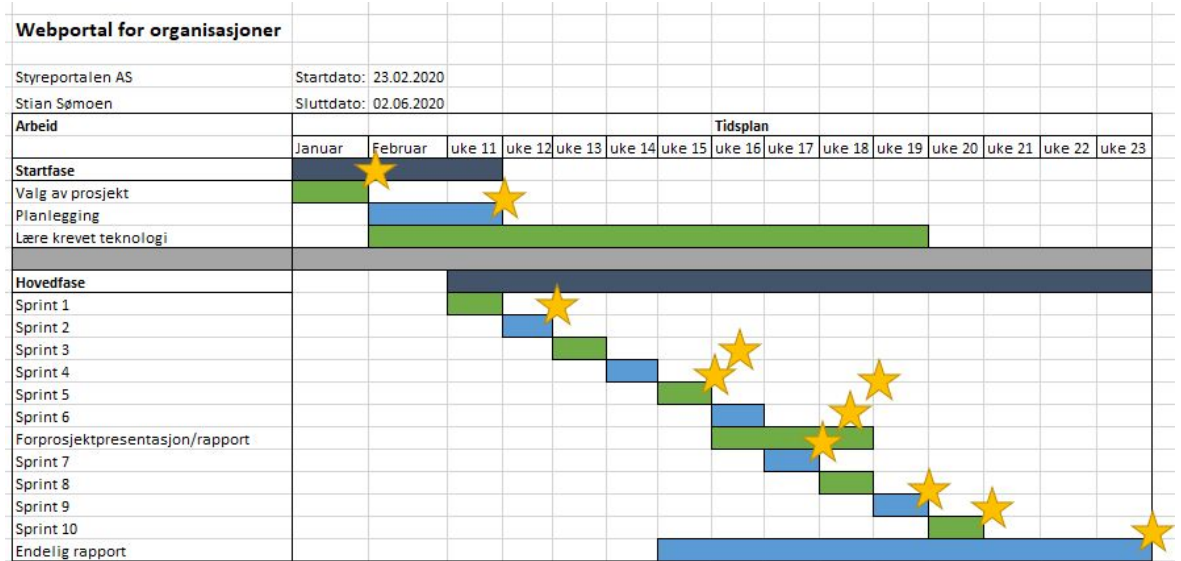 Webportal for organisasjoner
Styreportalen AS Startdato: 23.02.2020
Stian Sømoen Sluttdato: 02.06.2020
Arbeid Tidsplan
Januar Februar uke 11 uke 12 uke 13 uke 14 uke 15 uke 16 uke 17 uke 18 uke 19 uke 20 uke 21 uke 22 uke 23
Startfase
Valg av prosjekt
Planlegging
Lære krevet teknologi
Hovedfase
Sprint 1
Sprint 2
Sprint 3
Sprint 4
Sprint 5
Sprint 6
Forprosjektpresentasjon/rapport
Sprint 7
Sprint 8
Sprint 9
Sprint 10
Endelig rapport